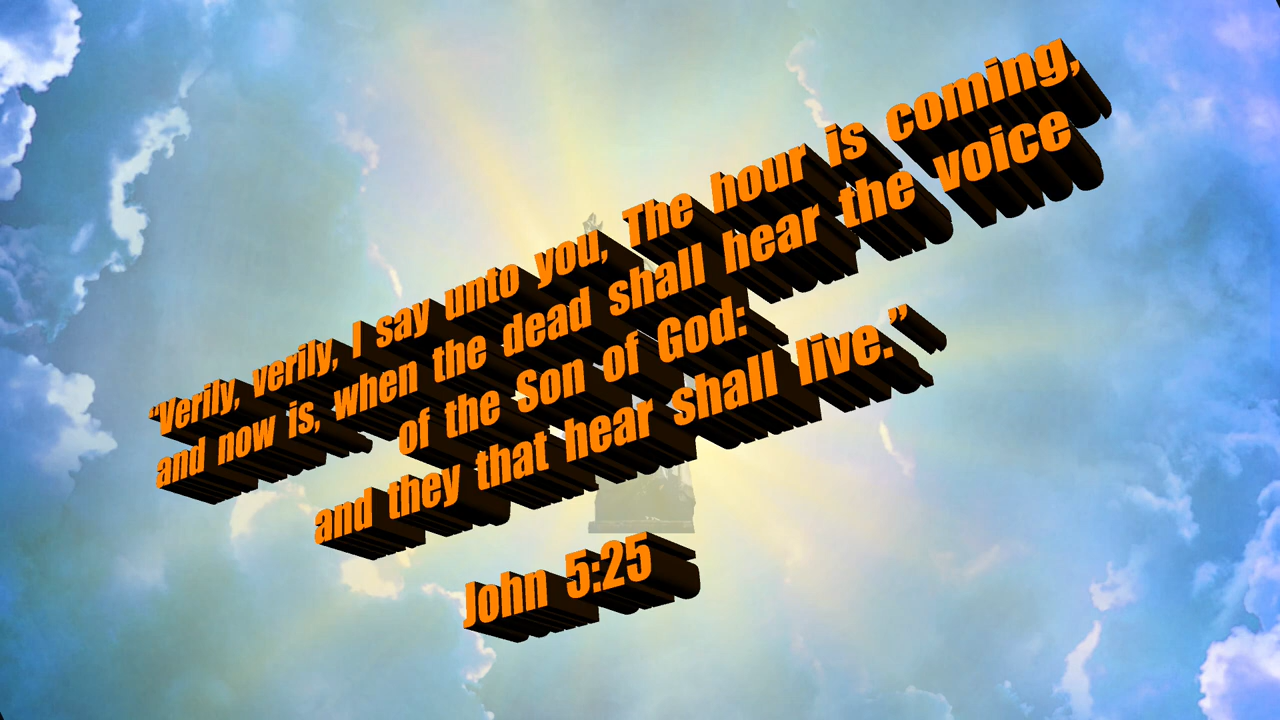 “Verily, verily, I say unto you, The hour is coming,
and now is, when the dead shall hear the voice
of the Son of God:
and they that hear shall live.”
John 5:25